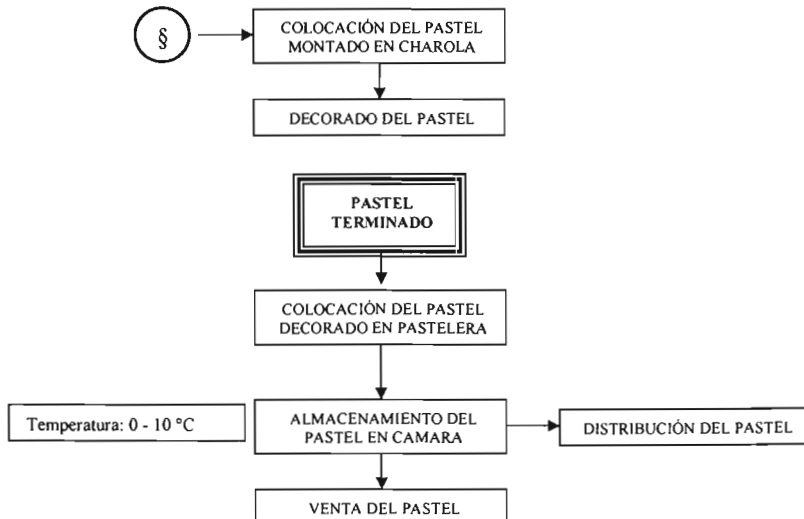 §
COLOCACIÓN DEL PASTEL
MONTADO EN CHAROLA
DECORADO DEL PASTEL
PASTEL
TERMINADO
COLOCACIÓN DEL PASTEL
DECORADO EN PASTELERA
Temperatura: 0 - 10 °C
ALMACENAMIENTO DEL
PASTEL EN CAMARA
DISTRIBUCIÓN DEL PASTEL
VENTA DEL PASTEL